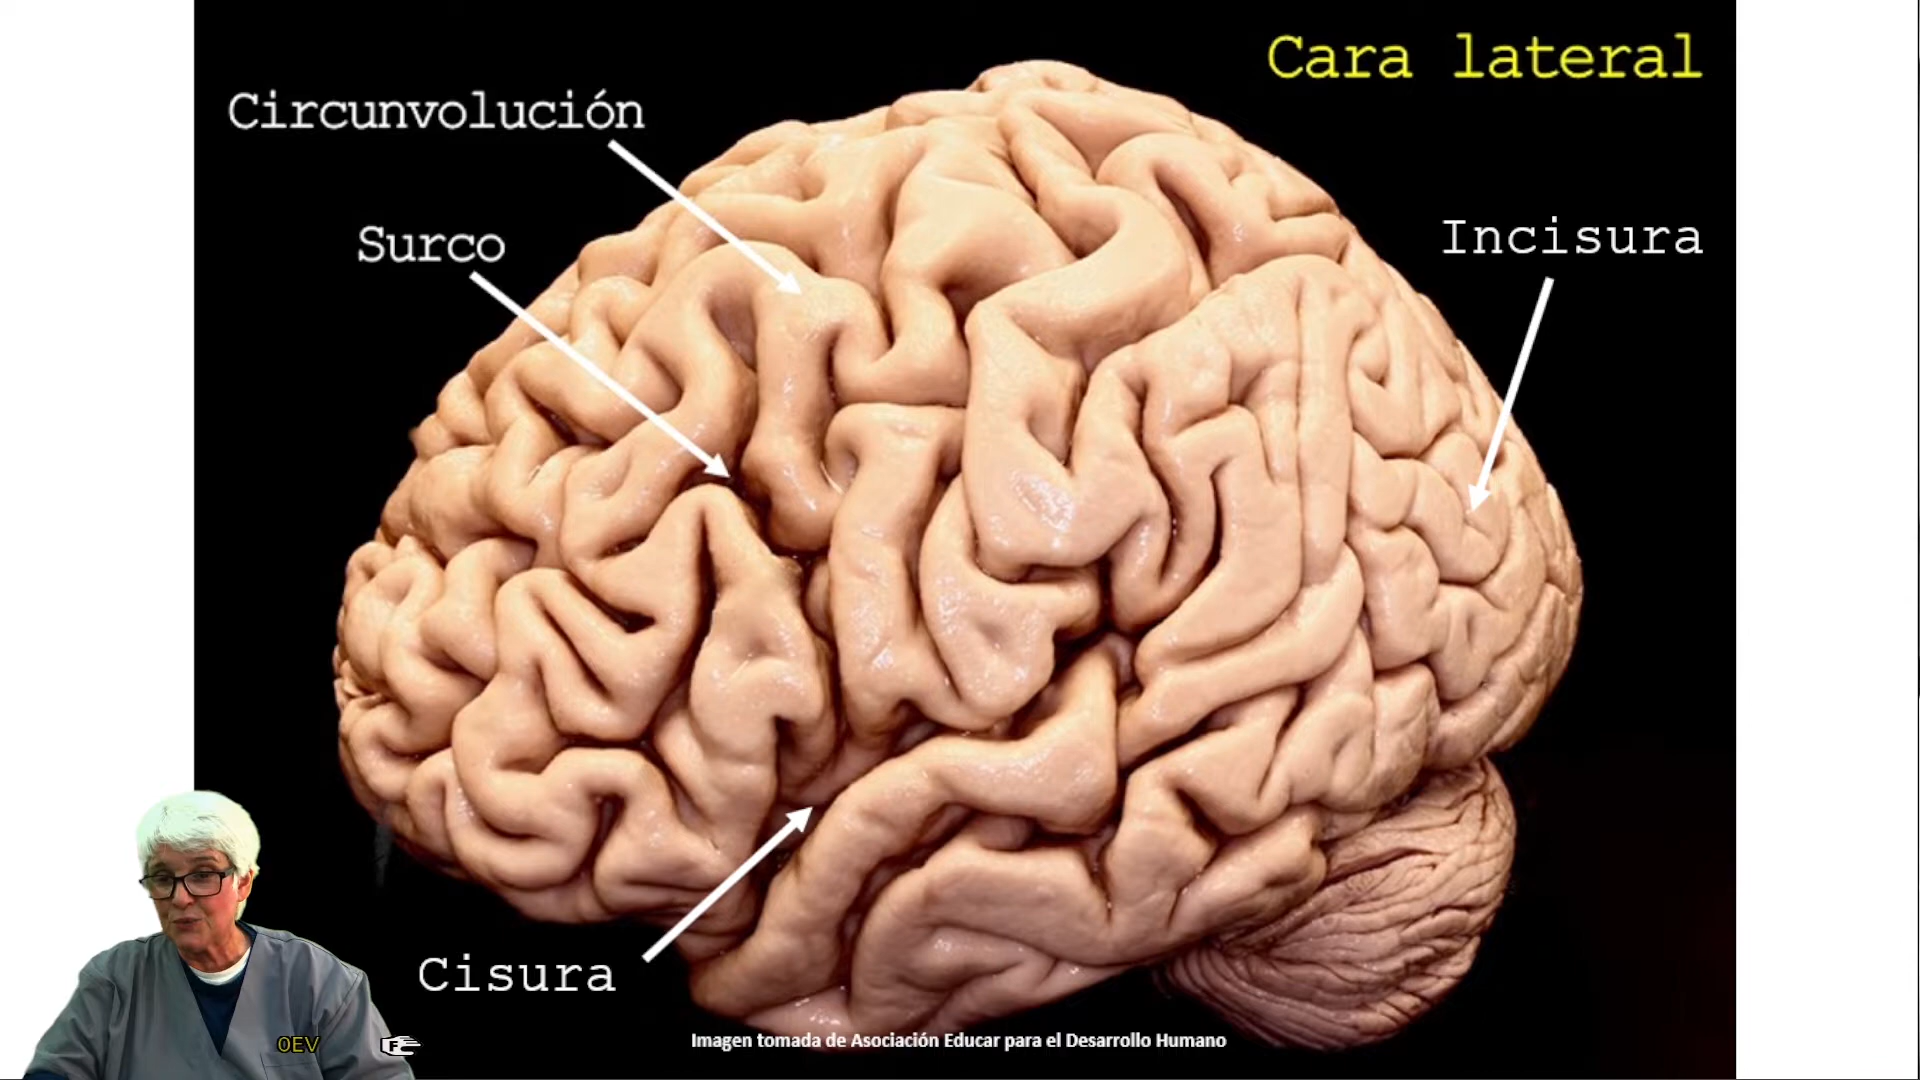 Cara lateral
Circunvolución
Surco
Incisura
Cisura
OEV
F
Imagen tomada de Asociación Educar para el Desarrollo Humano